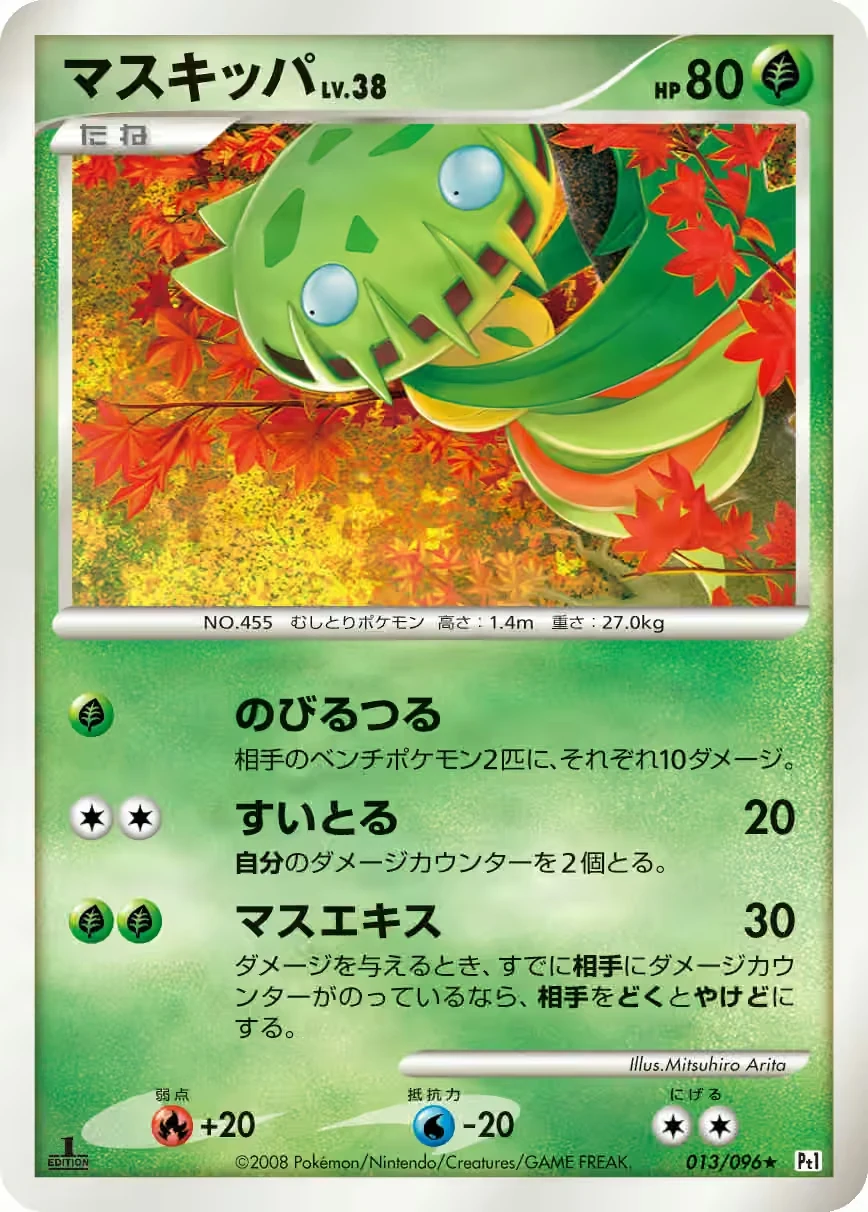 マスキッパ LV.38 HP 80
たね
NO.455 むしとりポケモン 高さ：1.4m 重さ：27.0kg
のびるつる
相手のベンチポケモン2匹に、それぞれ10ダメージ。
すいとる 20
自分のダメージカウンターを2個とる。
マスエキス 30
ダメージを与えるとき、すでに相手にダメージカウ
ンターがのっているなら、相手をどくとやけどに
する。
Illus.Mitsuhiro Arita
弱点 抵抗力 にげる
+20 -20
1 EDITION
©2008 Pokémon/Nintendo/Creatures/GAME FREAK. 013/096★ Pt1